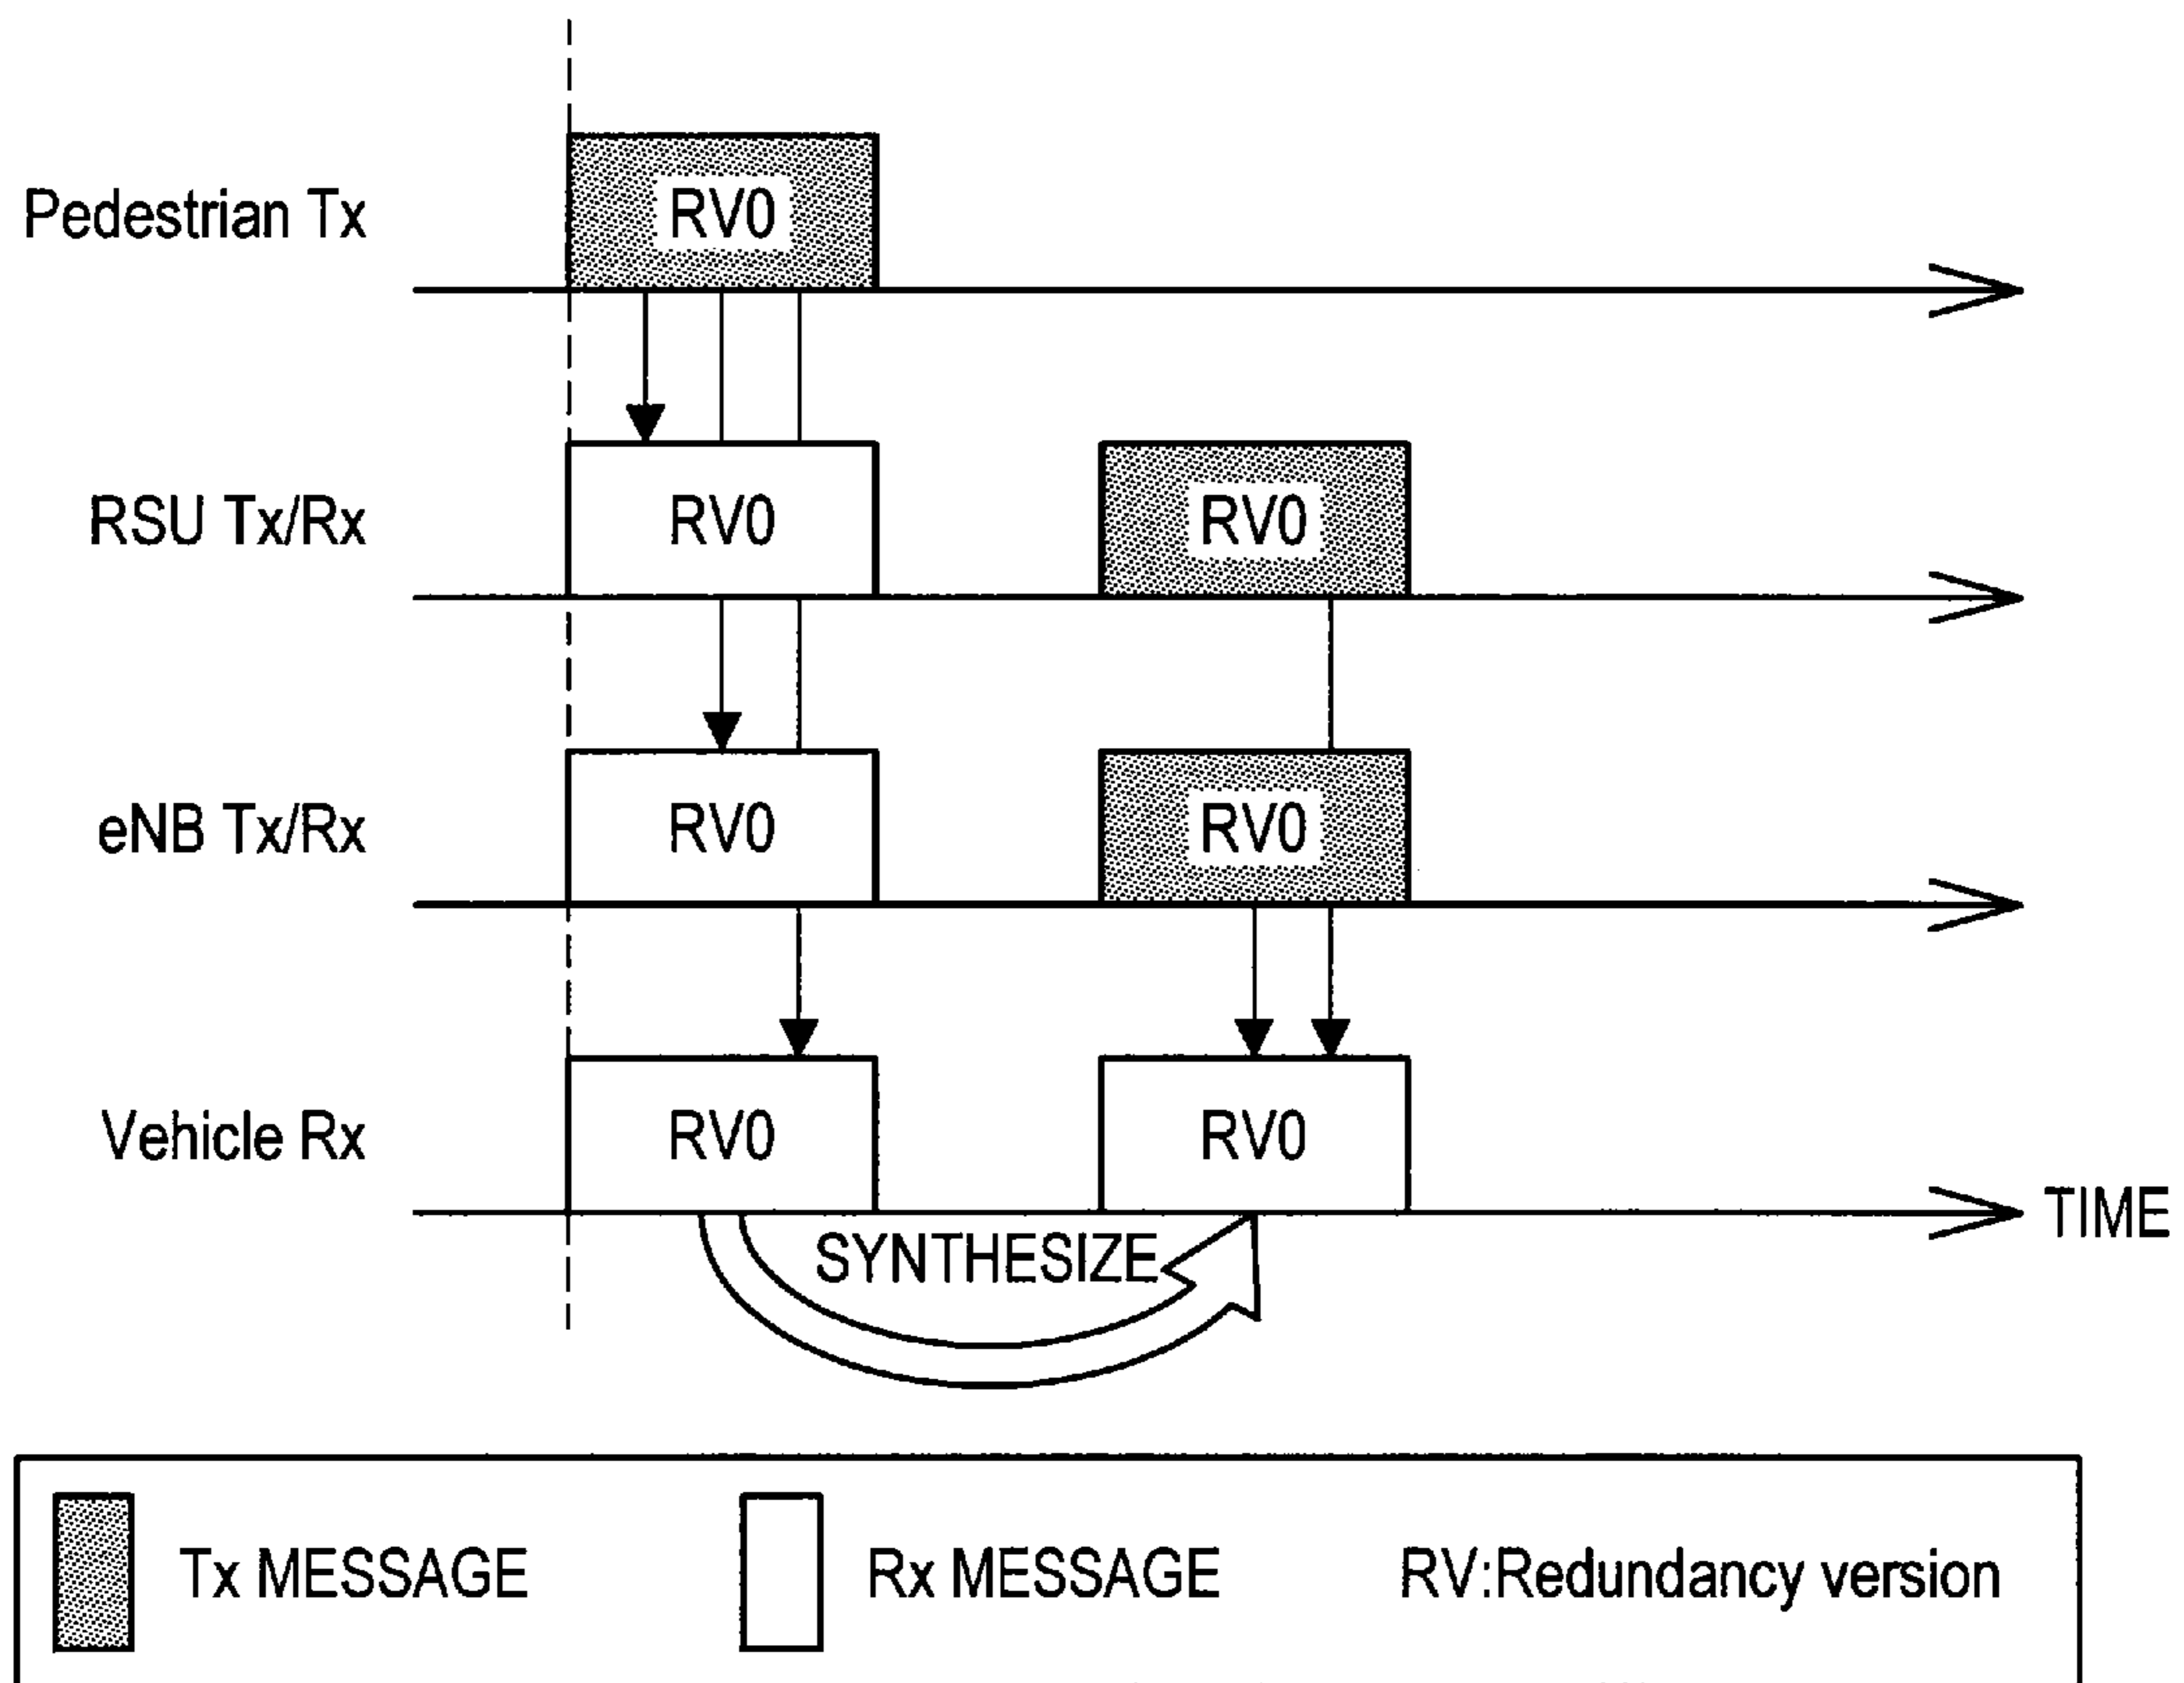 Pedestrian Tx
RV0
RSU Tx/Rx
RV0
RV0
eNB Tx/Rx
RV0
RV0
Vehicle Rx
RV0
RV0
TIME
SYNTHESIZE
Tx MESSAGE
Rx MESSAGE
RV:Redundancy version